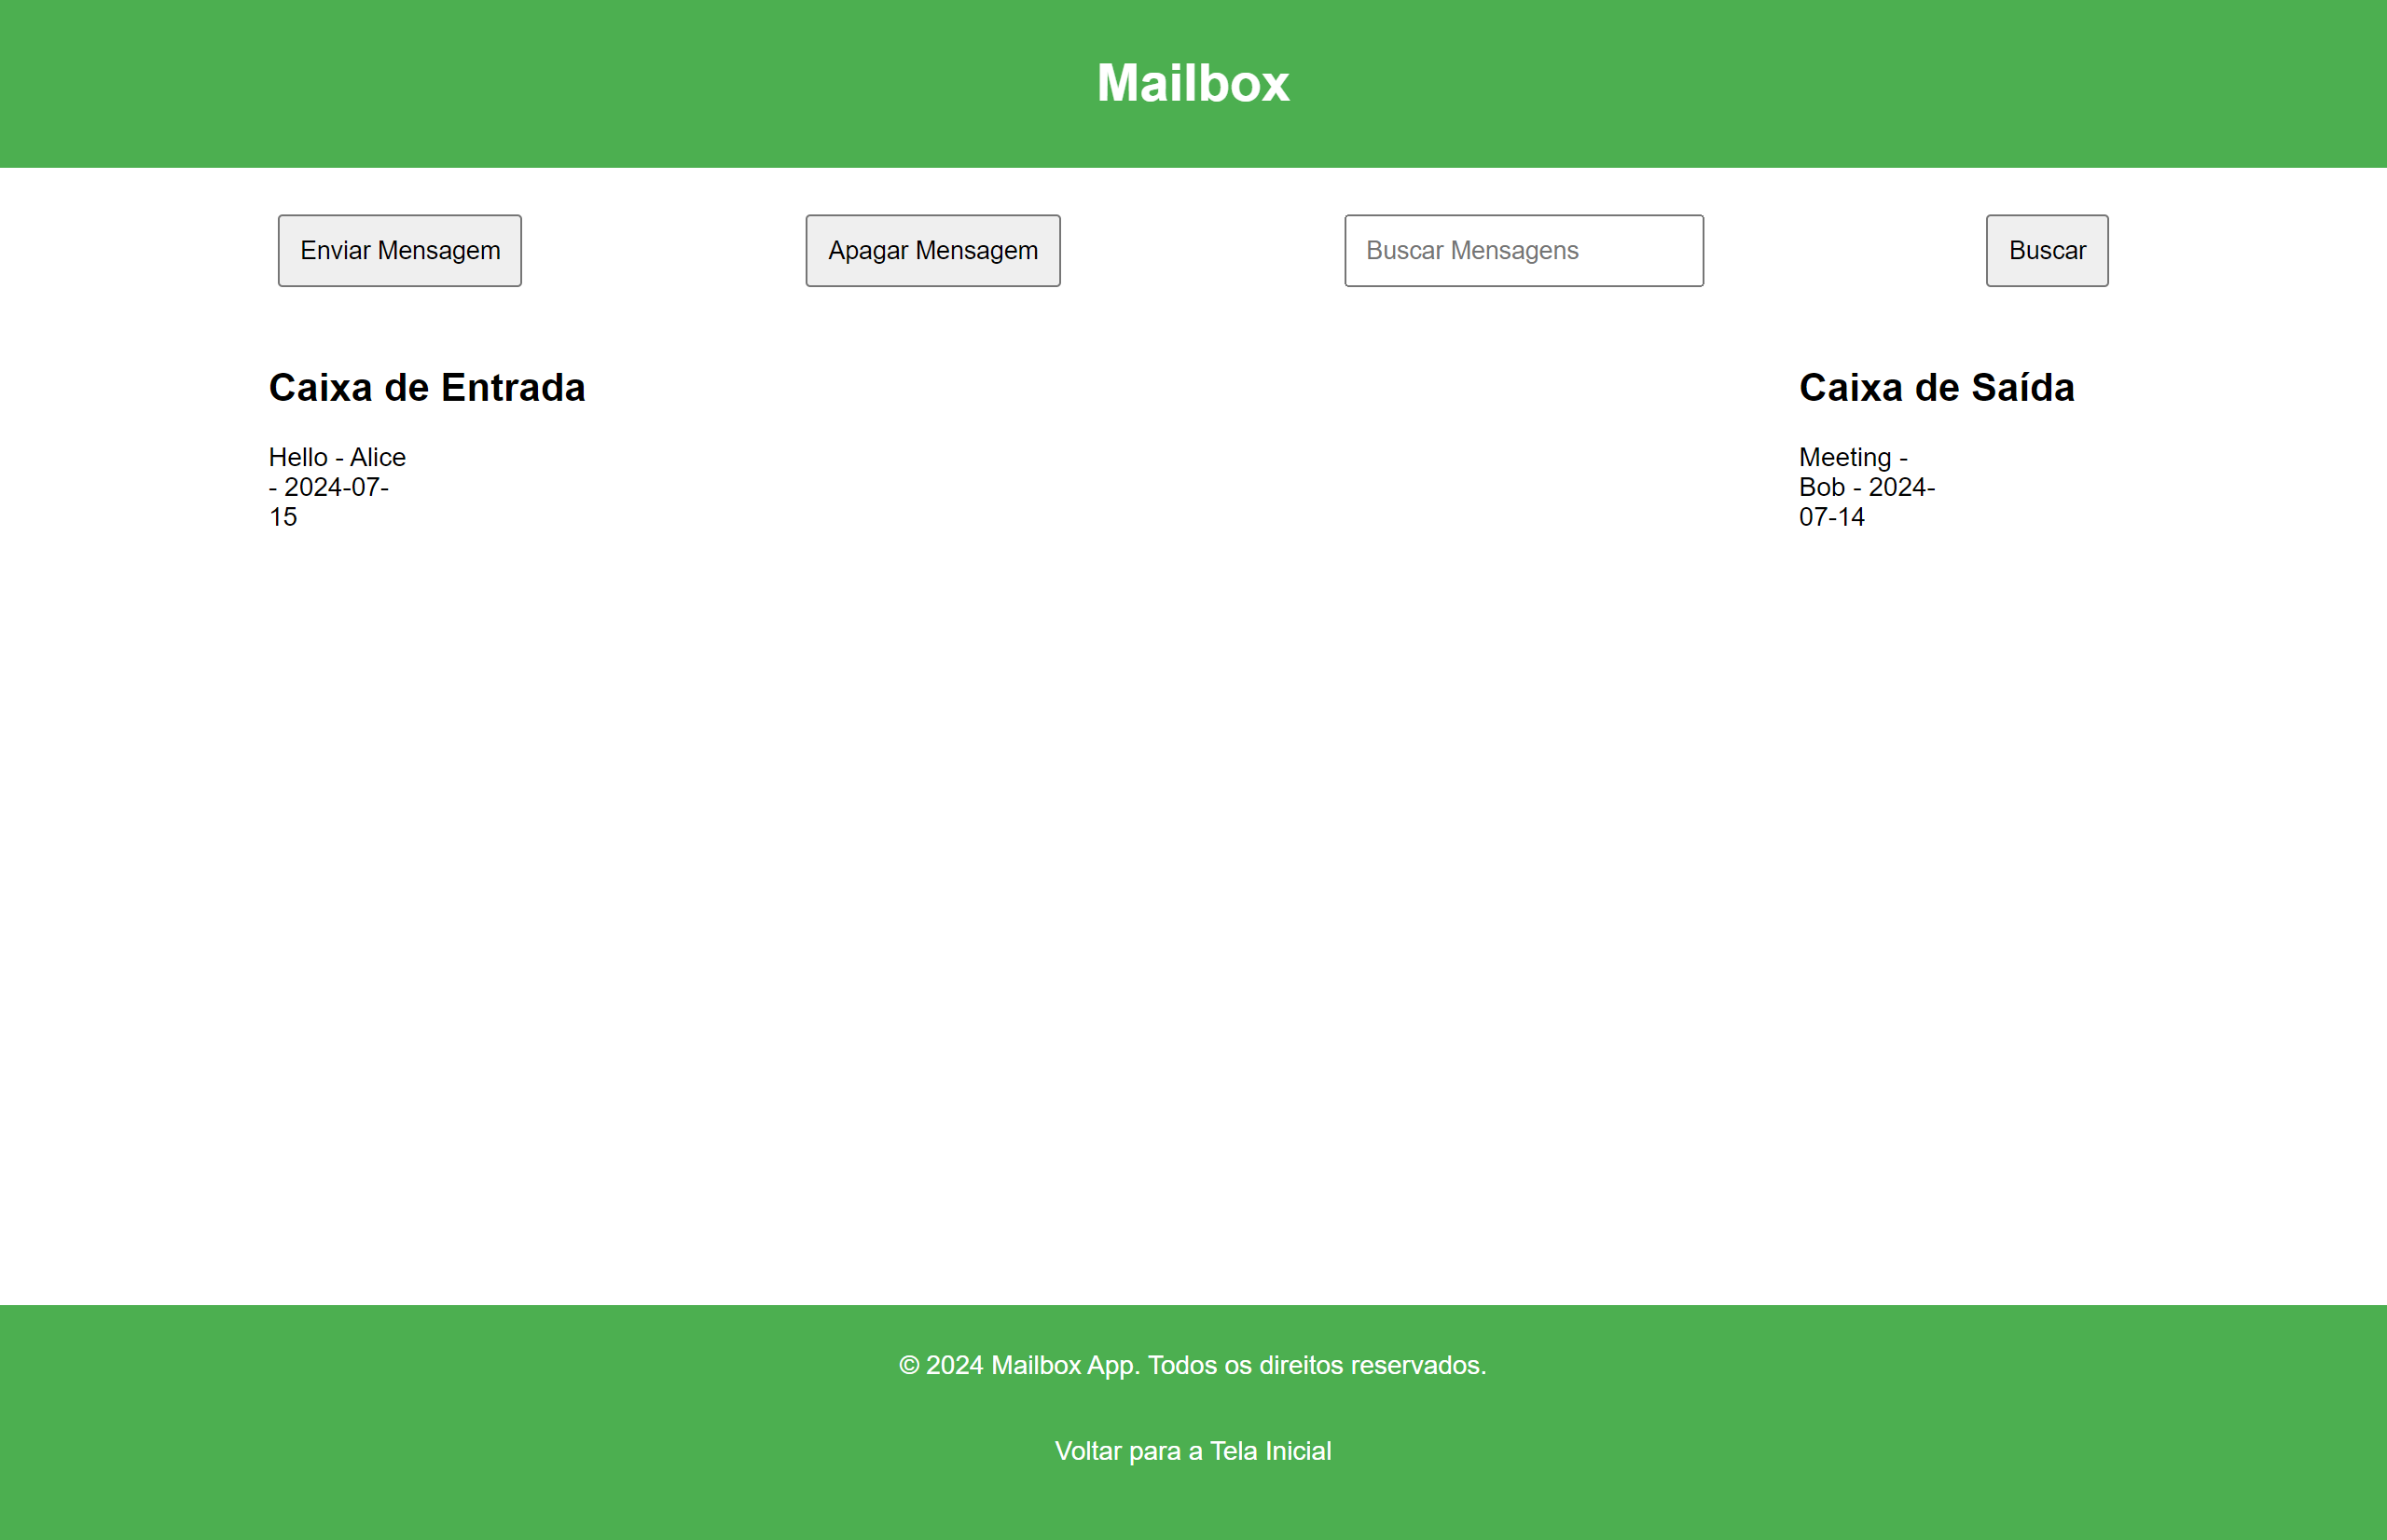 Mailbox
Enviar Mensagem
Apagar Mensagem
Buscar Mensagens
Buscar
Caixa de Entrada
Hello - Alice
- 2024-07-
15
Caixa de Saída
Meeting -
Bob - 2024-
07-14
© 2024 Mailbox App. Todos os direitos reservados.
Voltar para a Tela Inicial